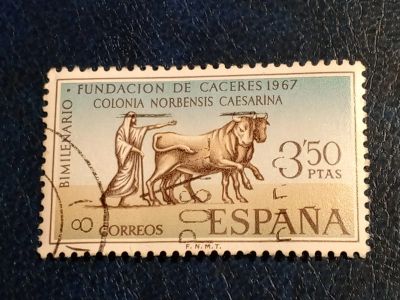 BIMILENARIO · FUNDACION DE CACERES 1967
COLONIA NORBENSIS CAESARINA
3'50
PTAS
CORREOS
ESPAÑA
F.N.M.T.